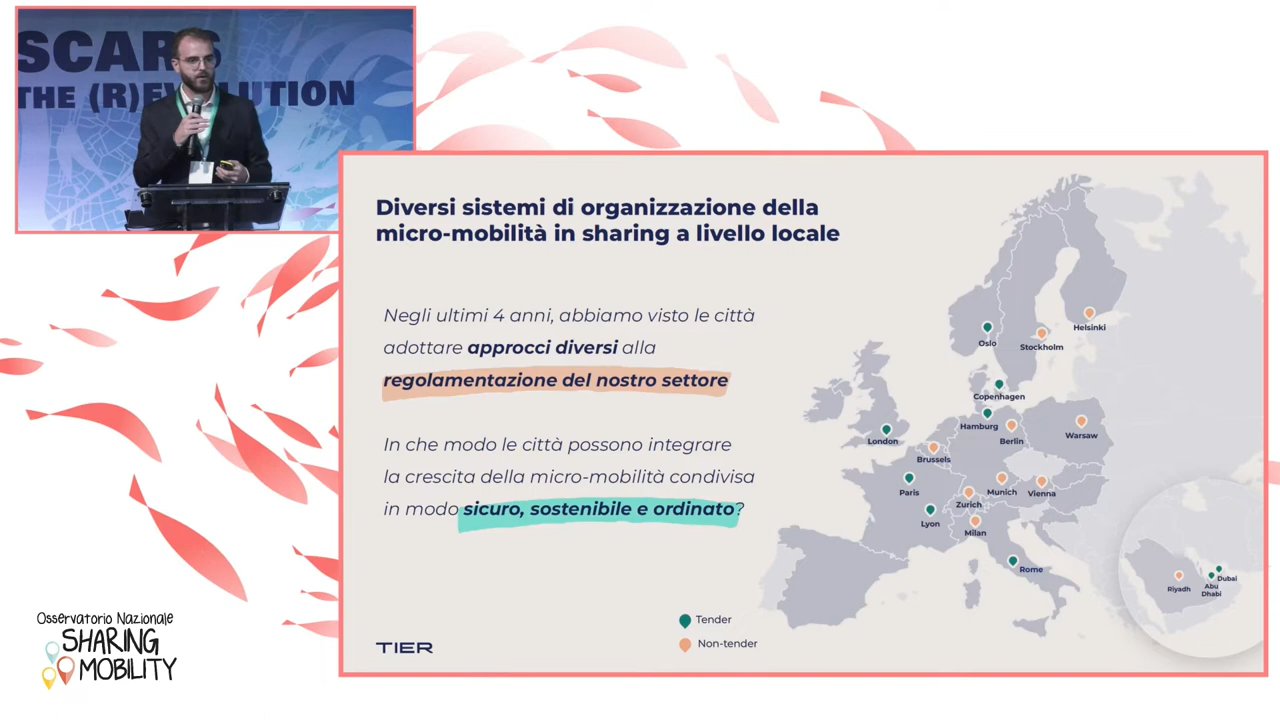 SCARS
THE (R)EVOLUTION
Diversi sistemi di organizzazione della
micro-mobilità in sharing a livello locale
Negli ultimi 4 anni, abbiamo visto le città
adottare approcci diversi alla
regolamentazione del nostro settore
In che modo le città possono integrare
la crescita della micro-mobilità condivisa
in modo sicuro, sostenibile e ordinato?
Helsinki
Oslo
Stockholm
Copenhagen
Hamburg
Berlin
Warsaw
London
Brussels
Paris
Munich
Vienna
Zurich
Lyon
Milan
Rome
Dubai
Riyadh
Abu
Dhabi
Tender
Non-tender
TIER
Osservatorio Nazionale
SHARING
MOBILITY